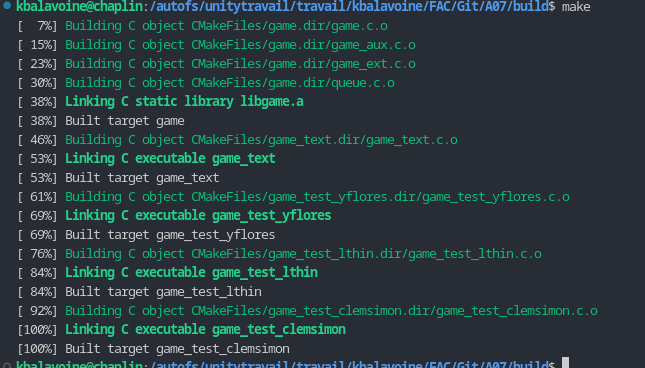 kbalavoine@chaplin:/autofs/unitytravail/travail/kbalavoine/FAC/Git/A07/build$ make
[  7%] Building C object CMakeFiles/game.dir/game.c.o
[ 15%] Building C object CMakeFiles/game.dir/game_aux.c.o
[ 23%] Building C object CMakeFiles/game.dir/game_ext.c.o
[ 30%] Building C object CMakeFiles/game.dir/queue.c.o
[ 38%] Linking C static library libgame.a
[ 38%] Built target game
[ 46%] Building C object CMakeFiles/game_text.dir/game_text.c.o
[ 53%] Linking C executable game_text
[ 53%] Built target game_text
[ 61%] Building C object CMakeFiles/game_test_yflores.dir/game_test_yflores.c.o
[ 69%] Linking C executable game_test_yflores
[ 69%] Built target game_test_yflores
[ 76%] Building C object CMakeFiles/game_test_lthin.dir/game_test_lthin.c.o
[ 84%] Linking C executable game_test_lthin
[ 84%] Built target game_test_lthin
[ 92%] Building C object CMakeFiles/game_test_clemsimon.dir/game_test_clemsimon.c.o
[100%] Linking C executable game_test_clemsimon
[100%] Built target game_test_clemsimon
kbalavoine@chaplin:/autofs/unitytravail/travail/kbalavoine/FAC/Git/A07/build$